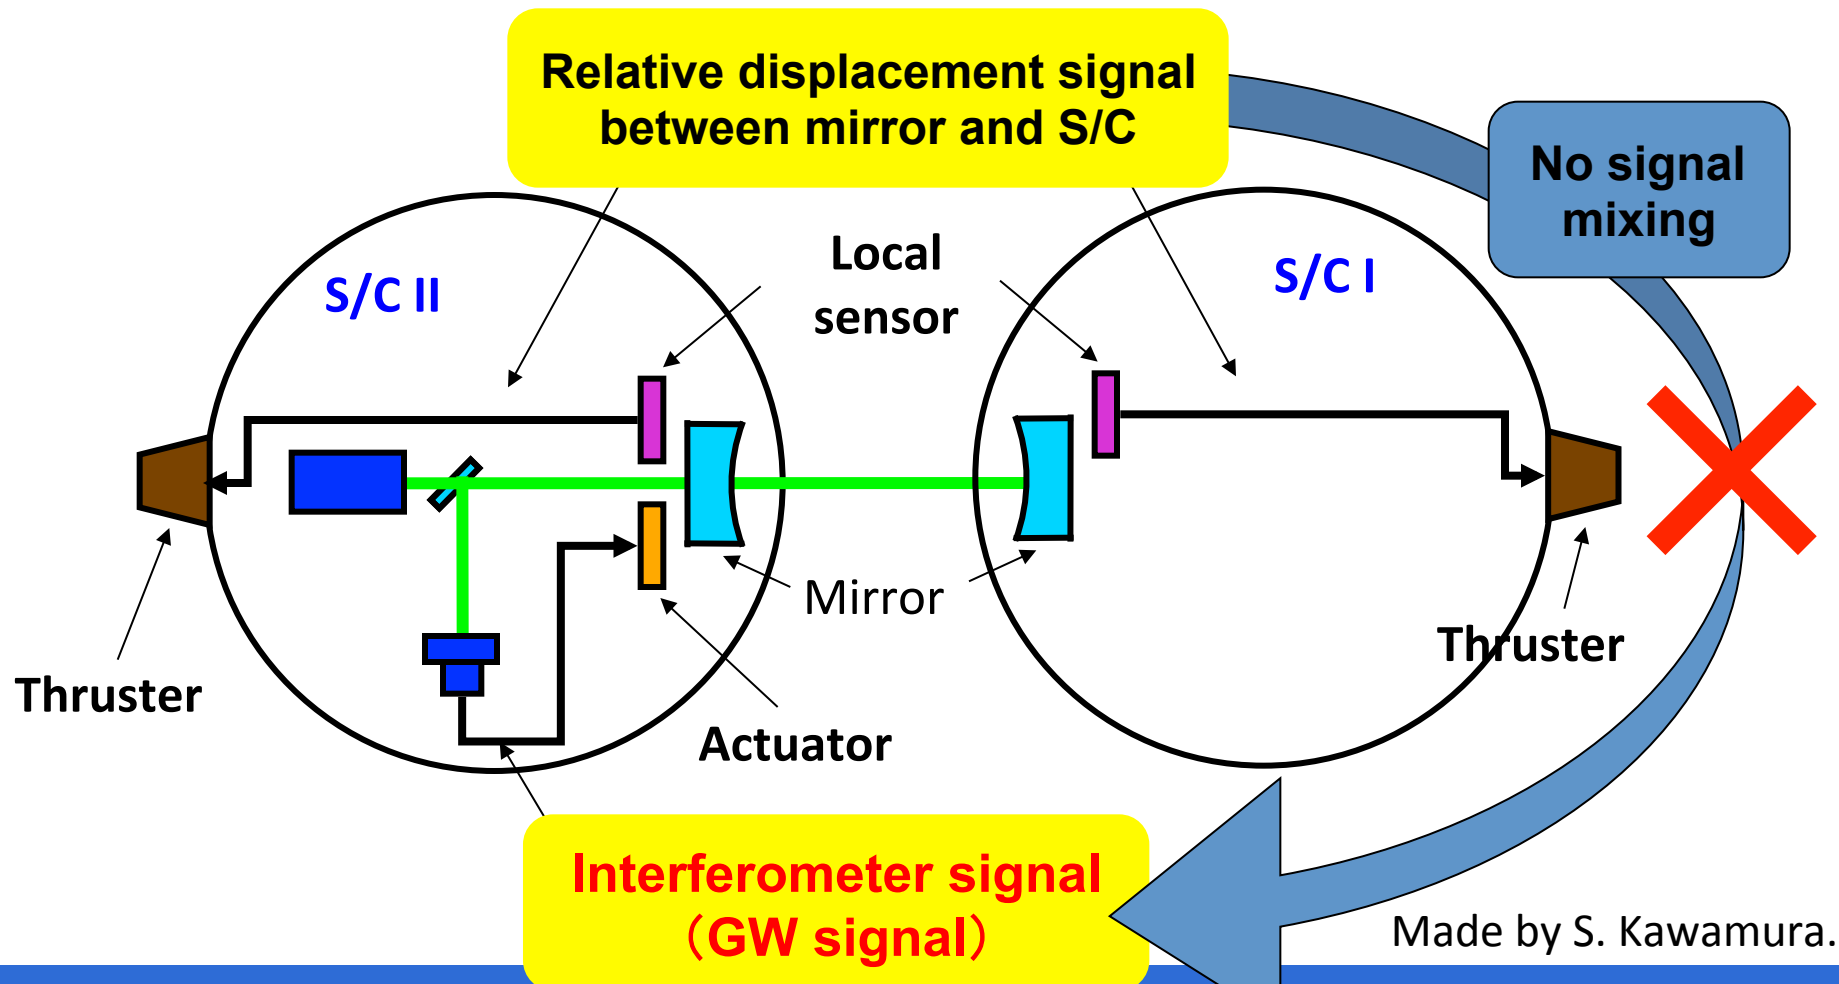 Relative displacement signal
between mirror and S/C
No signal
mixing
S/C II
Local
sensor
S/C I
Mirror
Thruster
Thruster
Actuator
Interferometer signal
（GW signal）
Made by S. Kawamura.